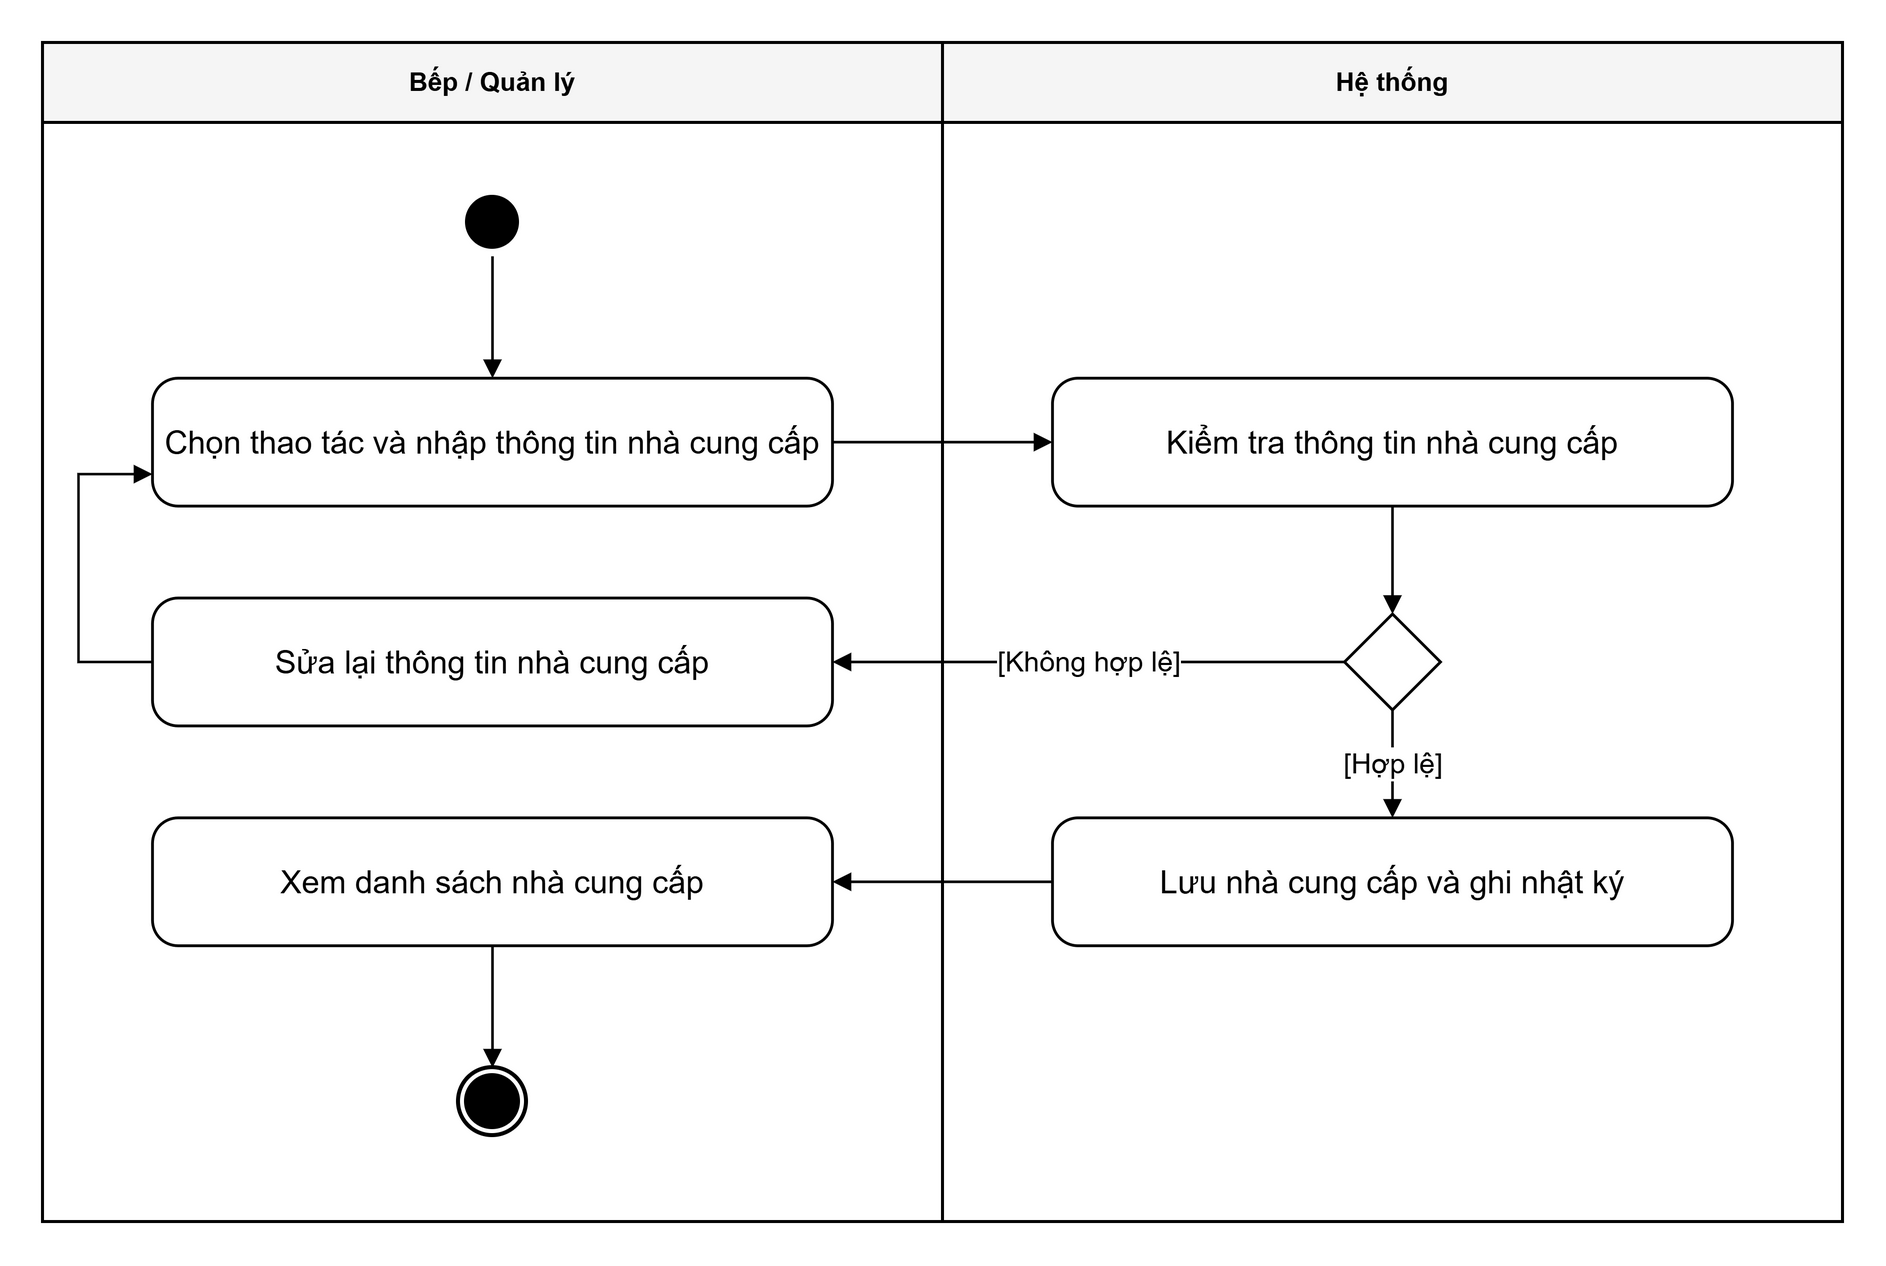 Bếp / Quản lý
Hệ thống
Chọn thao tác và nhập thông tin nhà cung cấp
Kiểm tra thông tin nhà cung cấp
Sửa lại thông tin nhà cung cấp
[Không hợp lệ]
[Hợp lệ]
Xem danh sách nhà cung cấp
Lưu nhà cung cấp và ghi nhật ký